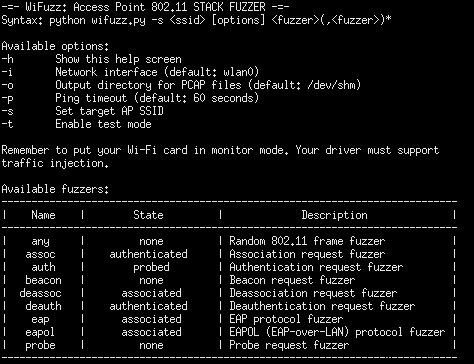 -=- WiFuzz: Access Point 802.11 STACK FUZZER -=-
Syntax: python wifuzz.py -s <ssid> [options] <fuzzer>(,<fuzzer>)*
Available options:
-h Show this help screen
-i Network interface (default: wlan0)
-o Output directory for PCAP files (default: /dev/shm)
-p Ping timeout (default: 60 seconds)
-s Set target AP SSID
-t Enable test mode
Remember to put your Wi-Fi card in monitor mode. Your driver must support
traffic injection.
Available fuzzers:
| Name | State | Description |
| any | none | Random 802.11 frame fuzzer |
| assoc | authenticated | Association request fuzzer |
| auth | probed | Authentication request fuzzer |
| beacon | none | Beacon request fuzzer |
| deassoc | associated | Deassociation request fuzzer |
| deauth | authenticated | Deauthentication request fuzzer |
| eap | associated | EAP protocol fuzzer |
| eapol | associated | EAPOL (EAP-over-LAN) protocol fuzzer |
| probe | none | Probe request fuzzer |